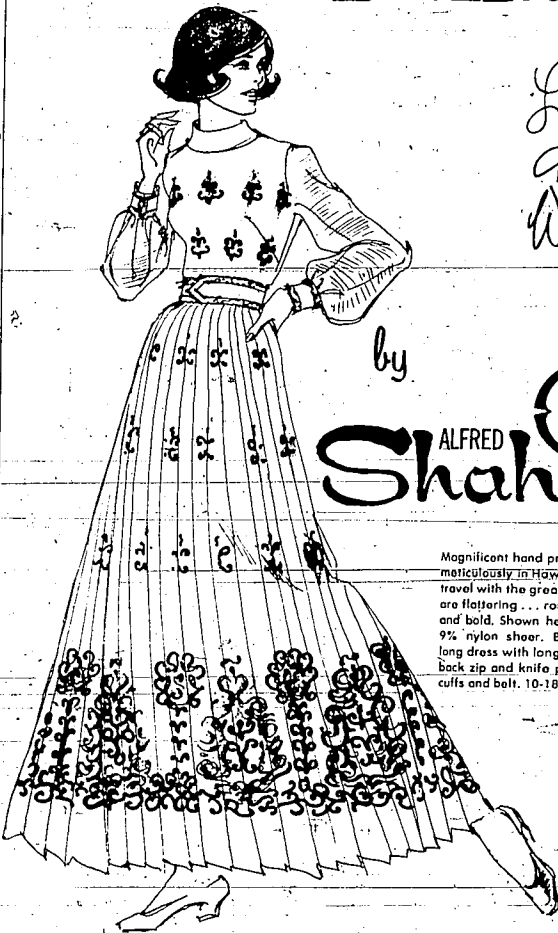 by
ALFRED
Shah
Magnificent hand pr
meticulously in Haw
travel with the grea
are flattering ... ro
and bold. Shown he
9% nylon sheer. B
long dress with long
back zip and knife p
cuffs and belt. 10-18